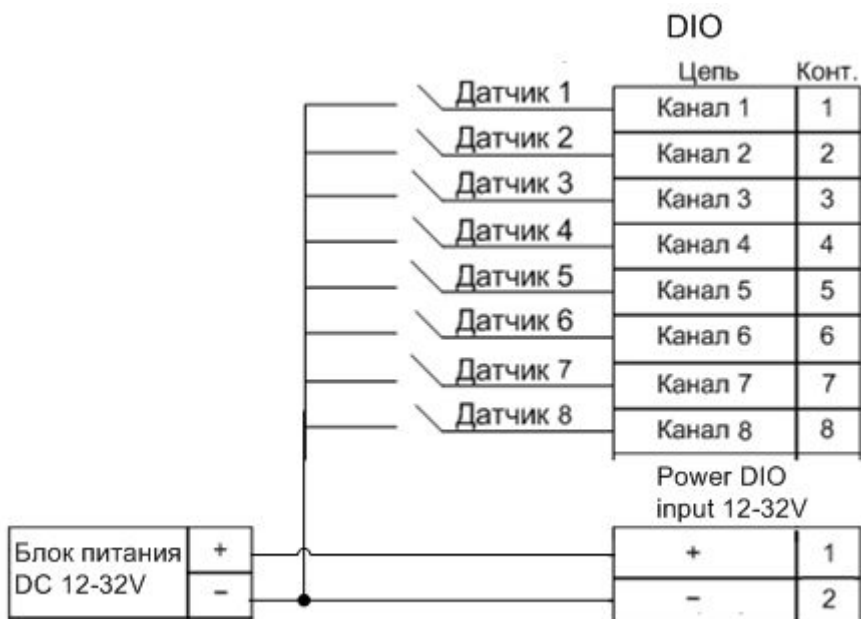 DIO
Цепь Конт.
Датчик 1 Канал 1 1
Датчик 2 Канал 2 2
Датчик 3 Канал 3 3
Датчик 4 Канал 4 4
Датчик 5 Канал 5 5
Датчик 6 Канал 6 6
Датчик 7 Канал 7 7
Датчик 8 Канал 8 8
Power DIO
input 12-32V
Блок питания + + 1
DC 12-32V − − 2